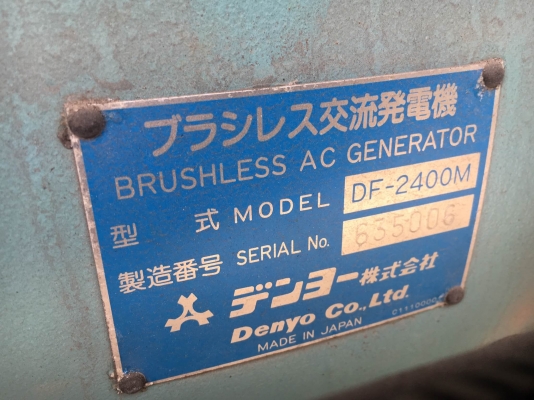 ブラシレス交流発電機
BRUSHLESS AC GENERATOR
型 式 MODEL DF-2400M
製造番号 SERIAL No. 635006
デンヨー株式会社
Denyo Co., Ltd.
MADE IN JAPAN